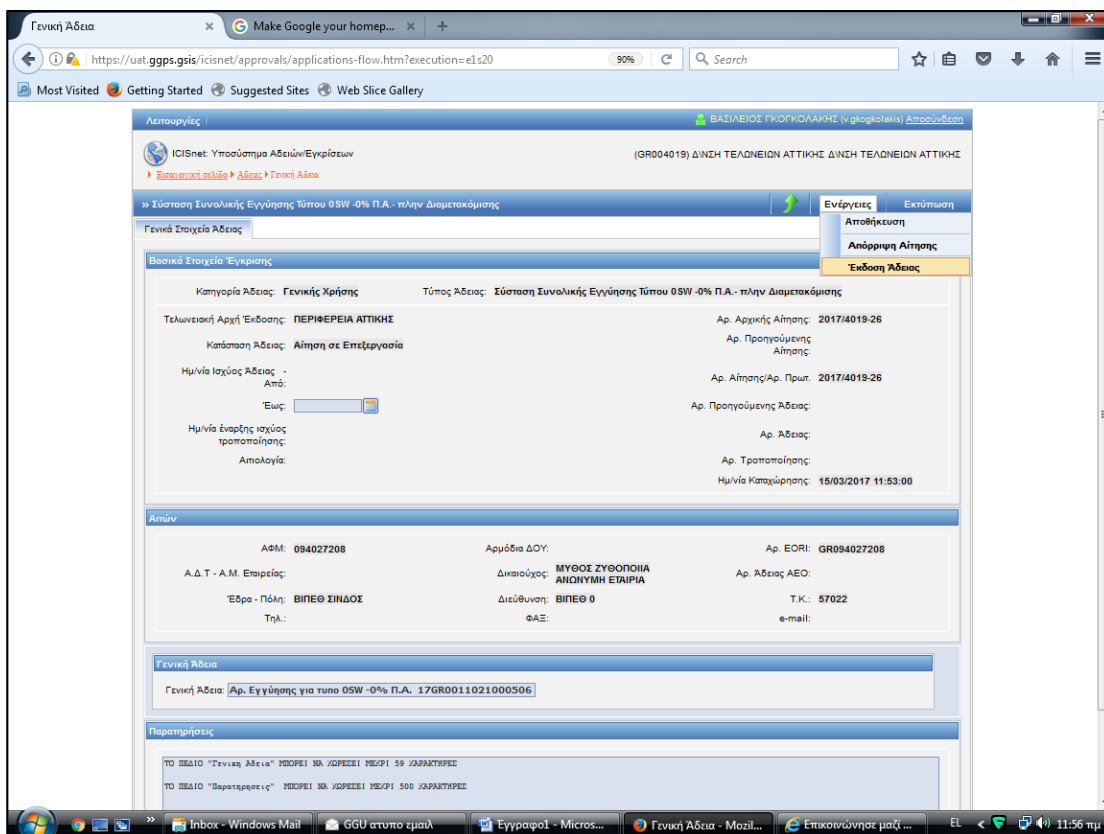 Γενική Άδεια
Make Google your homep...
https://uat.ggps.gsis/icisnet/approvals/applications-flow.htm?execution=e1s20
90%
Search
Most Visited Getting Started Suggested Sites Web Slice Gallery
Λειτουργίες
ΒΑΣΙΛΕΙΟΣ ΓΚΟΓΚΟΛΑΚΗΣ (v.gkogkolakis) Αποσύνδεση
ICISnet: Υποσύστημα Αδειών/Εγκρίσεων
(GR004019) Δ\ΝΣΗ ΤΕΛΩΝΕΙΩΝ ΑΤΤΙΚΗΣ Δ\ΝΣΗ ΤΕΛΩΝΕΙΩΝ ΑΤΤΙΚΗΣ
Εισαγωγική σελίδα Άδειες Γενική Άδεια
» Σύσταση Συνολικής Εγγύησης Τύπου 0SW -0% Π.Α.- πλην Διαμετακόμισης
Ενέργειες Εκτύπωση
Αποθήκευση
Απόρριψη Αίτησης
Έκδοση Άδειας
Γενικά Στοιχεία Άδειας
Βασικά Στοιχεία Έγκρισης
Κατηγορία Άδειας: Γενικής Χρήσης Τύπος Άδειας: Σύσταση Συνολικής Εγγύησης Τύπου 0SW -0% Π.Α.- πλην Διαμετακόμισης
Τελωνειακή Αρχή Έκδοσης: ΠΕΡΙΦΕΡΕΙΑ ΑΤΤΙΚΗΣ Αρ. Αρχικής Αίτησης: 2017/4019-26
Κατάσταση Άδειας: Αίτηση σε Επεξεργασία Αρ. Προηγούμενης
Αίτησης:
Ημ/νία Ισχύος Άδειας -
Από:
Αρ. Αίτησης/Αρ. Πρωτ. 2017/4019-26
Έως: Αρ. Προηγούμενης Άδειας:
Ημ/νία έναρξης ισχύος
τροποποίησης:
Αρ. Άδειας:
Αιτιολογία: Αρ. Τροποποίησης:
Ημ/νία Καταχώρησης: 15/03/2017 11:53:00
Αιτών
ΑΦΜ: 094027208 Αρμόδια ΔΟΥ: Αρ. EORI: GR094027208
Α.Δ.Τ - Α.Μ. Εταιρείας: Δικαιούχος: ΜΥΘΟΣ ΖΥΘΟΠΟΙΙΑ
ΑΝΩΝΥΜΗ ΕΤΑΙΡΙΑ
Αρ. Άδειας ΑΕΟ:
Έδρα - Πόλη: ΒΙΠΕΘ ΣΙΝΔΟΣ Διεύθυνση: ΒΙΠΕΘ 0 Τ.Κ.: 57022
Τηλ.: ΦΑΞ: e-mail:
Γενική Άδεια
Γενική Άδεια: Αρ. Εγγύησης για τυπο 0SW -0% Π.Α. 17GR0011021000506
Παρατηρήσεις
ΤΟ ΠΕΔΙΟ "Γενικη Αδεια" ΜΠΟΡΕΙ ΝΑ ΧΩΡΕΣΕΙ ΜΕΧΡΙ 59 ΧΑΡΑΚΤΗΡΕΣ
ΤΟ ΠΕΔΙΟ "Παρατηρησεις" ΜΠΟΡΕΙ ΝΑ ΧΩΡΕΣΕΙ ΜΕΧΡΙ 500 ΧΑΡΑΚΤΗΡΕΣ
Inbox - Windows Mail GGU ατυπο εμαιλ Έγγραφο1 - Micros... Γενική Άδεια - Mozil... Επικοινώνησε μαζί ... EL 11:56 πμ